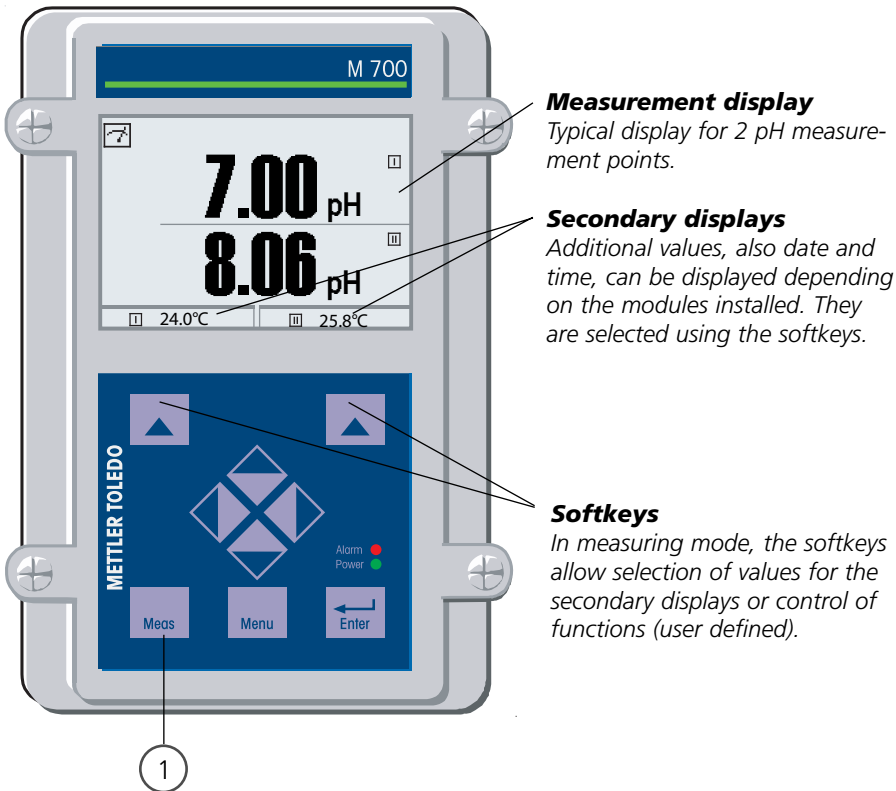 M 700
I
7.00 pH
II
8.06 pH
I 24.0°C
II 25.8°C
Measurement display
Typical display for 2 pH measure-
ment points.
Secondary displays
Additional values, also date and
time, can be displayed depending
on the modules installed. They
are selected using the softkeys.
METTLER TOLEDO
Alarm
Power
Meas
Menu
Enter
Softkeys
In measuring mode, the softkeys
allow selection of values for the
secondary displays or control of
functions (user defined).
1